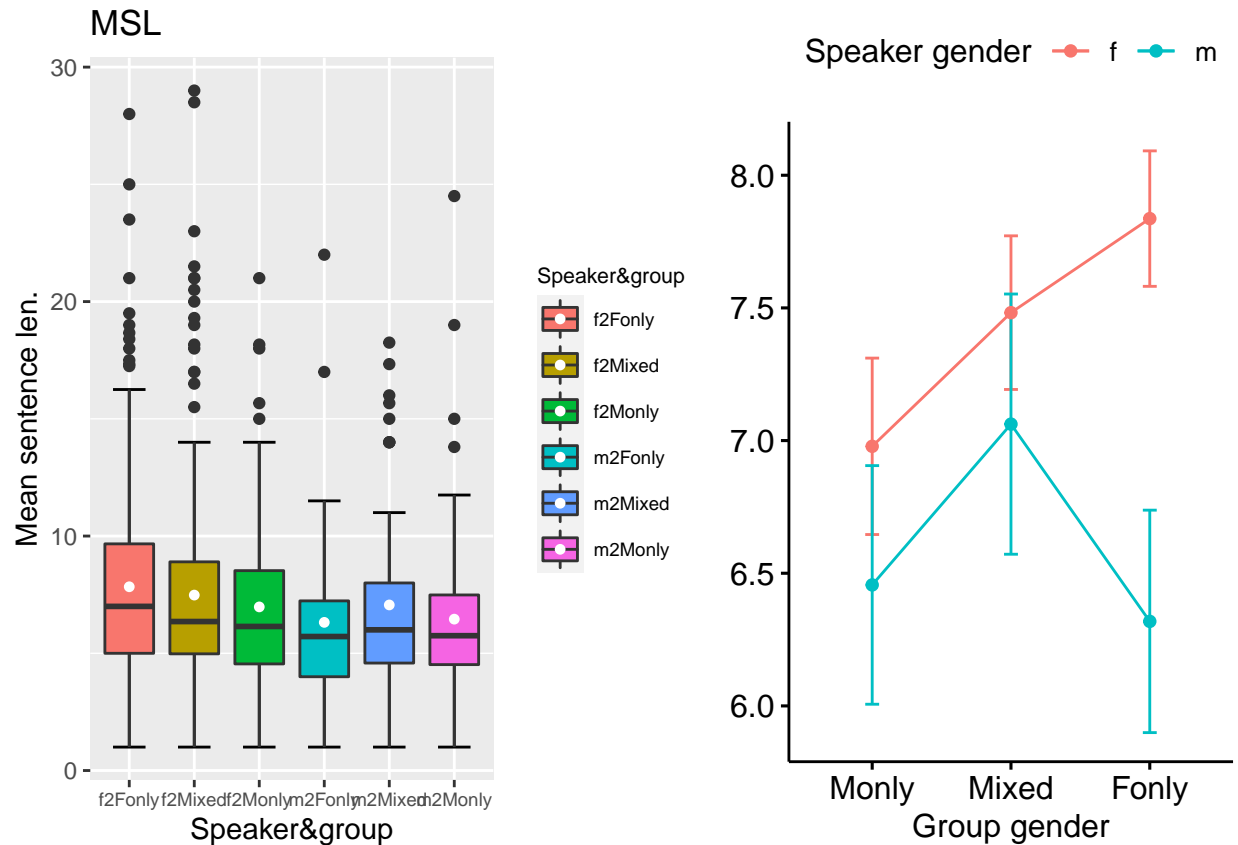 MSL
Mean sentence len.
30
20
10
0
f2Fonly f2Mixed f2Monly m2Fonly m2Mixed m2Monly
Speaker&group
Speaker&group
f2Fonly
f2Mixed
f2Monly
m2Fonly
m2Mixed
m2Monly
Speaker gender f m
8.0
7.5
7.0
6.5
6.0
Monly Mixed Fonly
Group gender